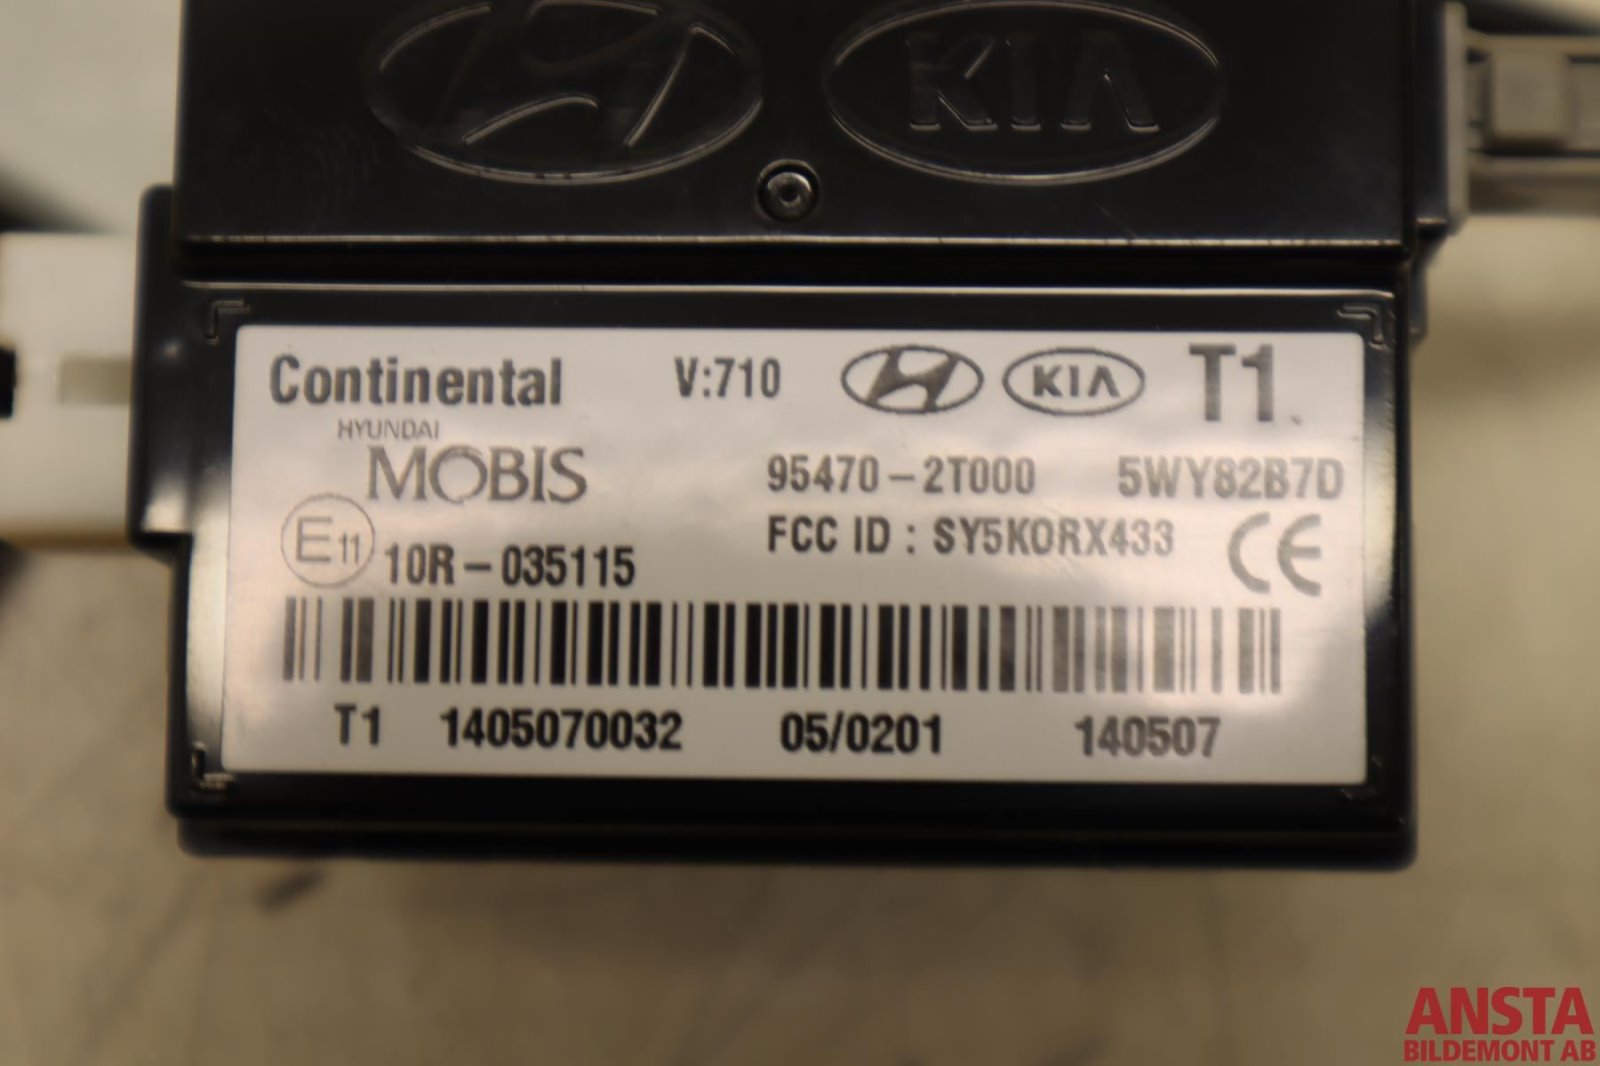 KIA
Continental V:710 KIA T1
HYUNDAI
MOBIS 95470-2T000 5WY82B7D
E11 10R-035115 FCC ID : SY5KORX433 CE
T1 1405070032 05/0201 140507
ANSTA
BILDEMONT AB